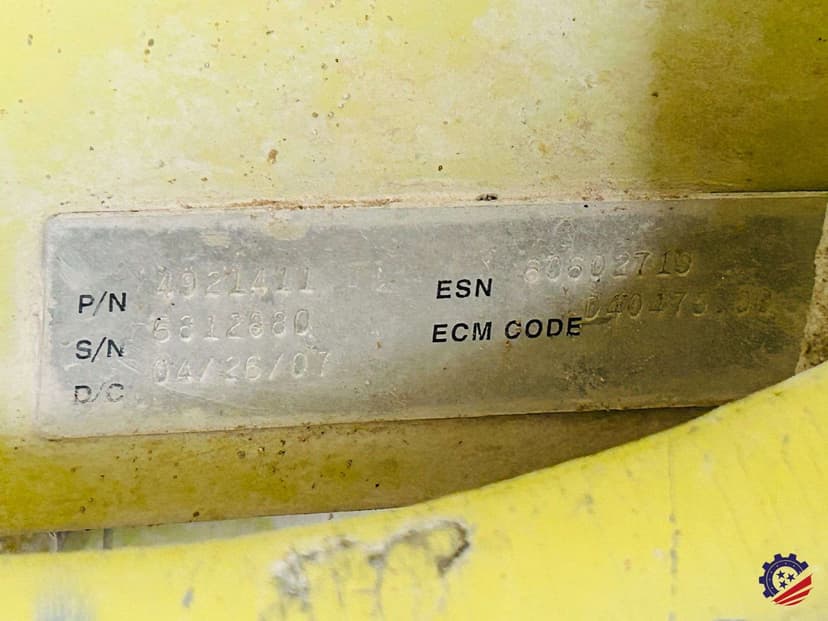 P/N 4921411 ESN 60602719
S/N 6812880 ECM CODE
D/C 04/26/07